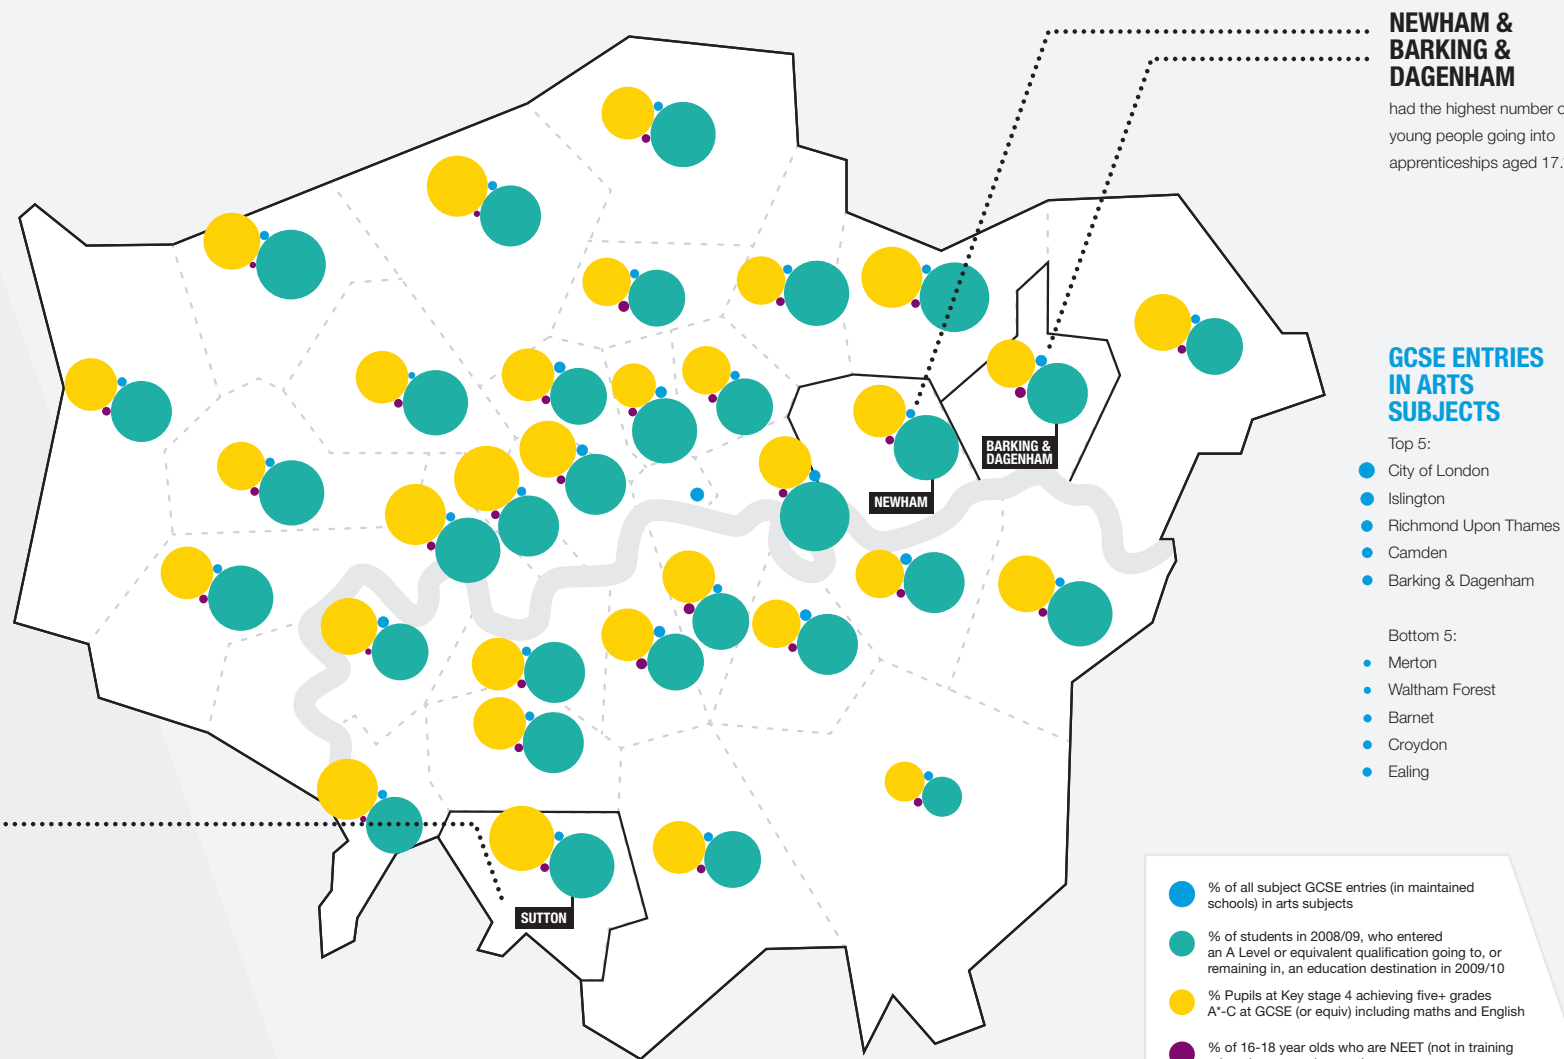 NEWHAM &
BARKING &
DAGENHAM
had the highest number
young people going into
apprenticeships aged 17.
GCSE ENTRIES
IN ARTS
SUBJECTS
Top 5:
City of London
Islington
Richmond Upon Thames
Camden
Barking & Dagenham
Bottom 5:
Merton
Waltham Forest
Barnet
Croydon
Ealing
BARKING &
DAGENHAM
NEWHAM
SUTTON
% of all subject GCSE entries (in maintained
schools) in arts subjects
% of students in 2008/09, who entered
an A Level or equivalent qualification going to, or
remaining in, an education destination in 2009/10
% Pupils at Key stage 4 achieving five+ grades
A*-C at GCSE (or equiv) including maths and English
% of 16-18 year olds who are NEET (not in training